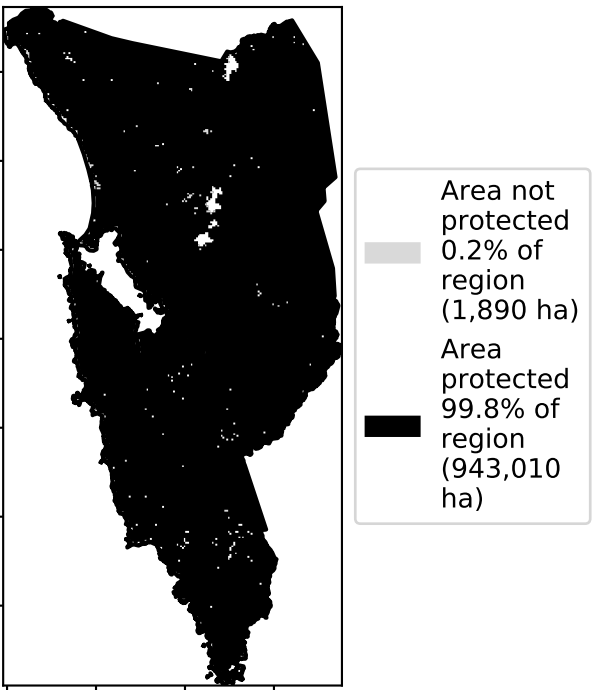 Area not
protected
0.2% of
region
(1,890 ha)
Area
protected
99.8% of
region
(943,010
ha)